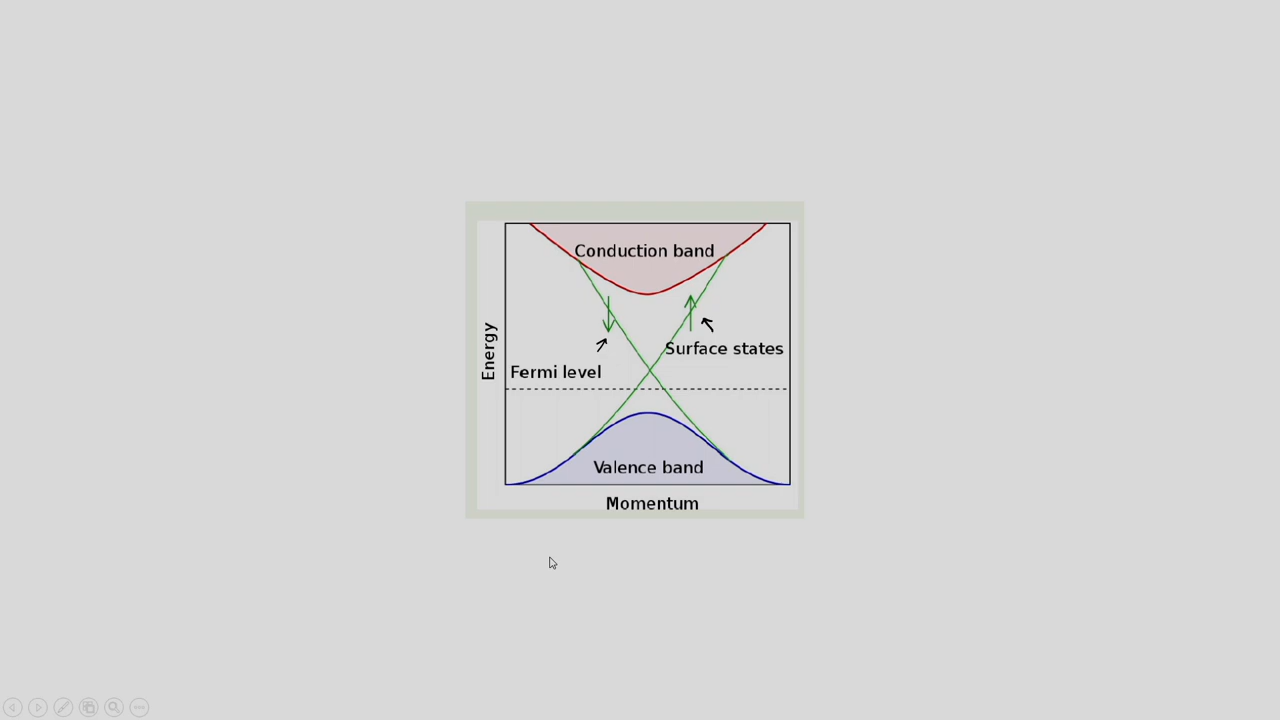 Conduction band
Surface states
Fermi level
Energy
Valence band
Momentum